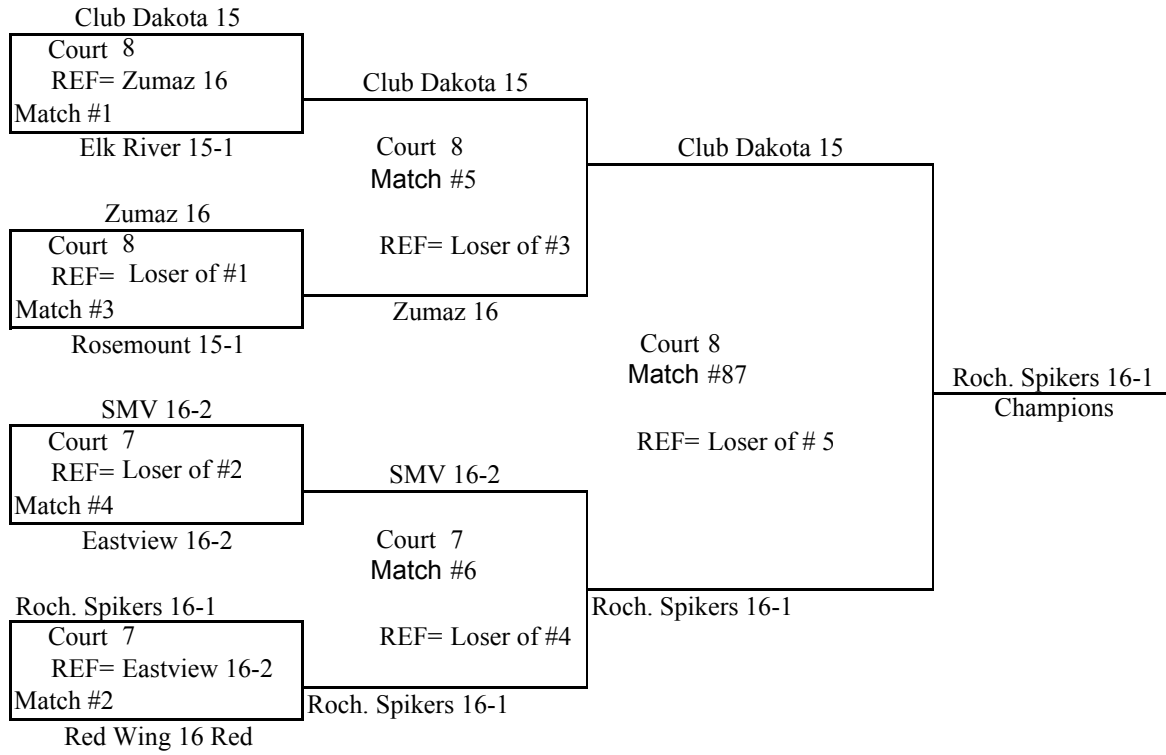 Club Dakota 15
Court 8
REF= Zumaz 16
Match #1
Elk River 15-1
Zumaz 16
Court 8
REF= Loser of #1
Match #3
Rosemount 15-1
SMV 16-2
Court 7
REF= Loser of #2
Match #4
Eastview 16-2
Roch. Spikers 16-1
Court 7
REF= Eastview 16-2
Match #2
Red Wing 16 Red
Club Dakota 15
Court 8
Match #5
REF= Loser of #3
Zumaz 16
SMV 16-2
Court 7
Match #6
REF= Loser of #4
Roch. Spikers 16-1
Club Dakota 15
Court 8
Match #87
REF= Loser of # 5
Roch. Spikers 16-1
Roch. Spikers 16-1
Champions